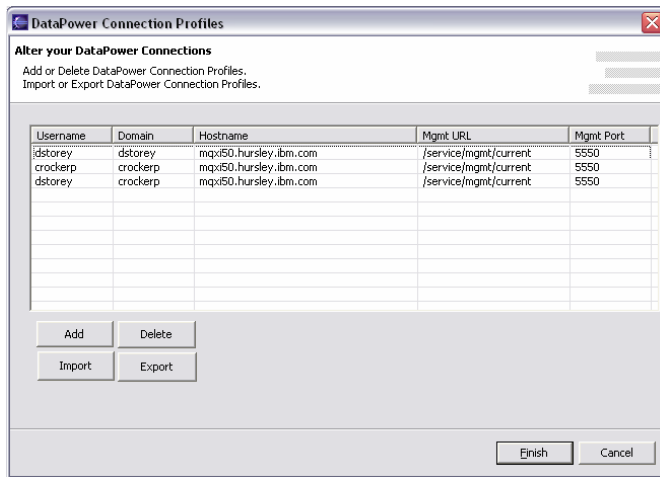 DataPower Connection Profiles
Alter your DataPower Connections
Add or Delete DataPower Connection Profiles.
Import or Export DataPower Connection Profiles.
Username Domain Hostname Mgmt URL Mgmt Port
dstorey dstorey mqxi50.hursley.ibm.com /service/mgmt/current 5550
crockerp crockerp mqxi50.hursley.ibm.com /service/mgmt/current 5550
dstorey crockerp mqxi50.hursley.ibm.com /service/mgmt/current 5550
Add Delete
Import Export
Finish Cancel